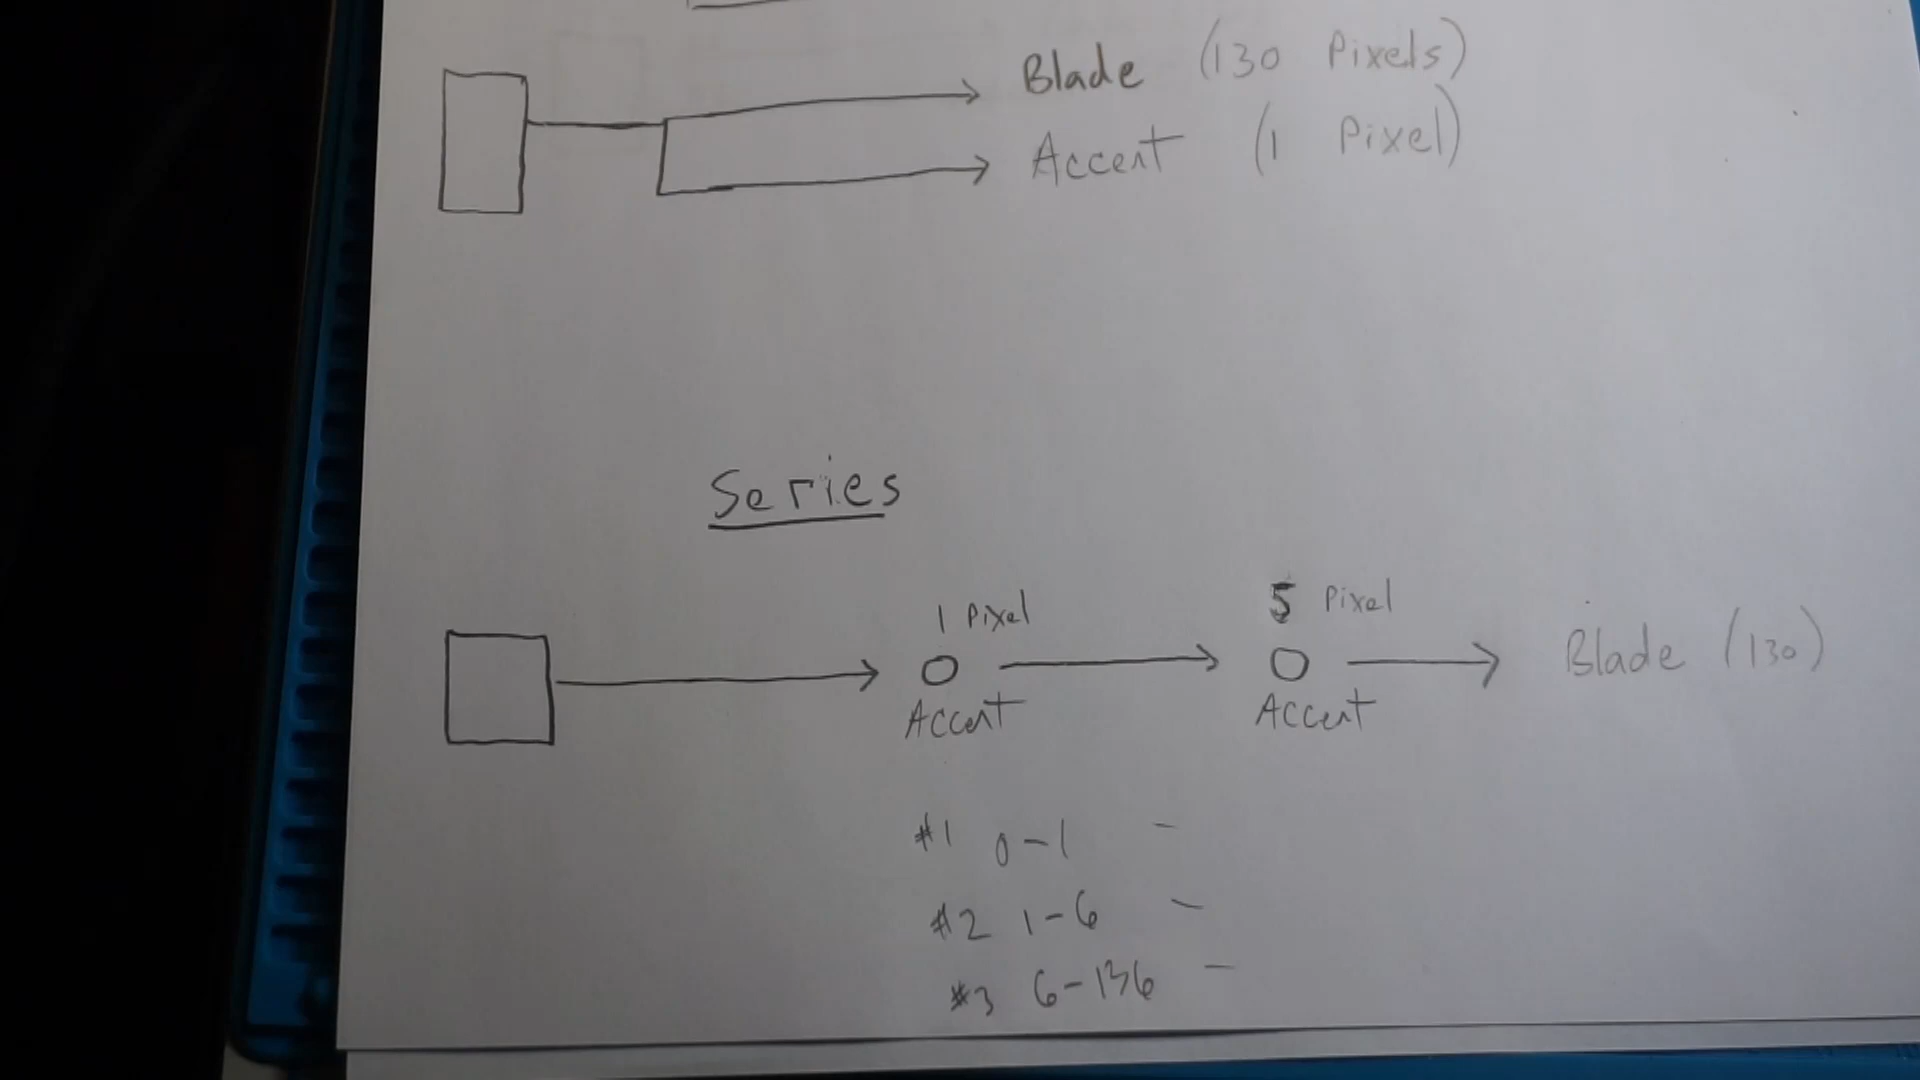 Blade (130 Pixels)
Accent (1 Pixel)
Series
1 Pixel
5 Pixel
Blade (130)
Accent
Accent
#1 0-1 -
#2 1-6 -
#3 6-136 -